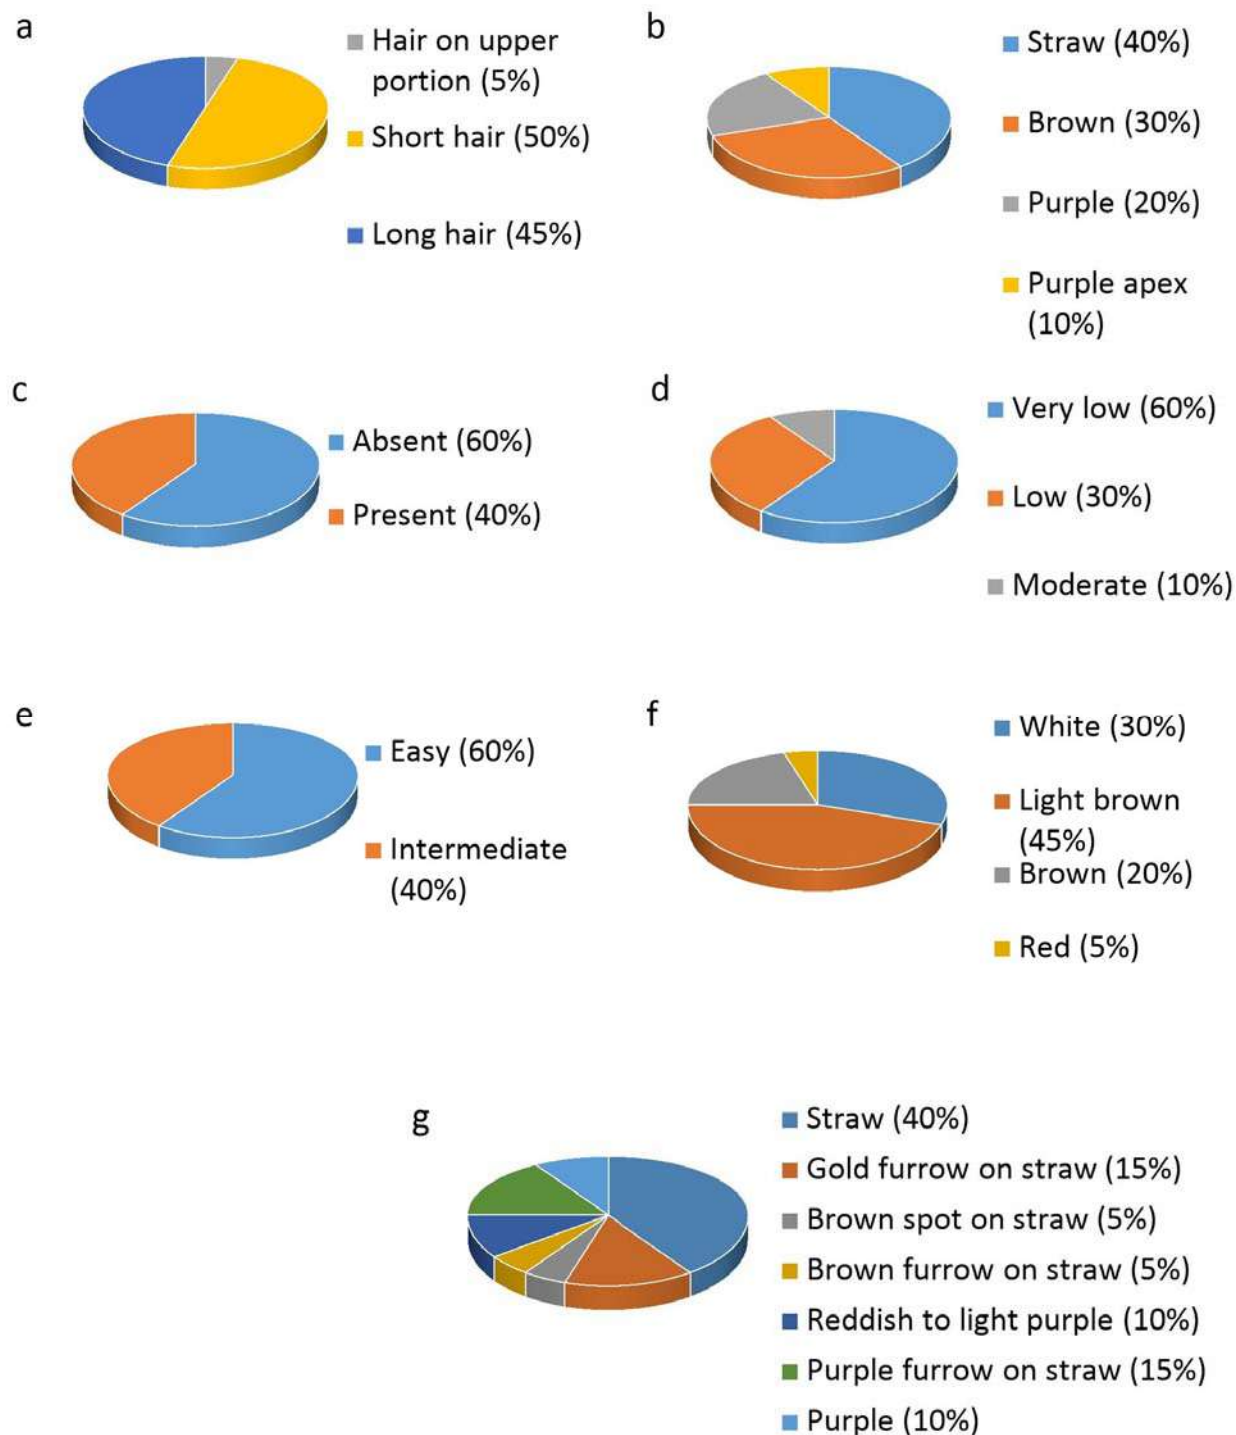 a
Hair on upper
portion (5%)
Short hair (50%)
Long hair (45%)
b
Straw (40%)
Brown (30%)
Purple (20%)
Purple apex
(10%)
c
Absent (60%)
Present (40%)
d
Very low (60%)
Low (30%)
Moderate (10%)
e
Easy (60%)
Intermediate
(40%)
f
White (30%)
Light brown
(45%)
Brown (20%)
Red (5%)
g
Straw (40%)
Gold furrow on straw (15%)
Brown spot on straw (5%)
Brown furrow on straw (5%)
Reddish to light purple (10%)
Purple furrow on straw (15%)
Purple (10%)